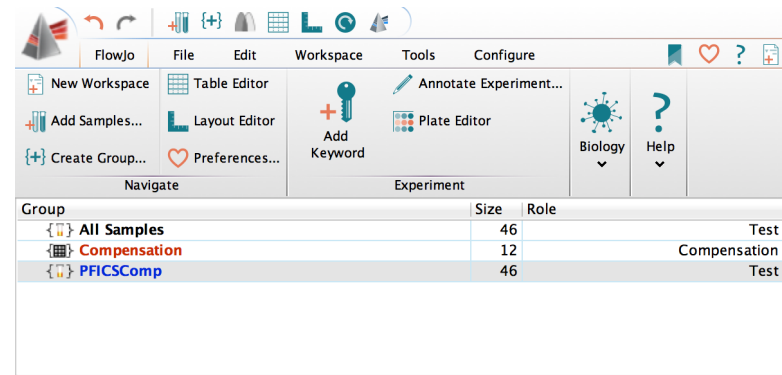 FlowJo File Edit Workspace Tools Configure
New Workspace Table Editor Annotate Experiment...
Add Samples... Layout Editor Add Keyword Plate Editor Biology Help
{+} Create Group... Preferences...
Navigate Experiment
Group Size Role
All Samples 46 Test
Compensation 12 Compensation
PFICSComp 46 Test